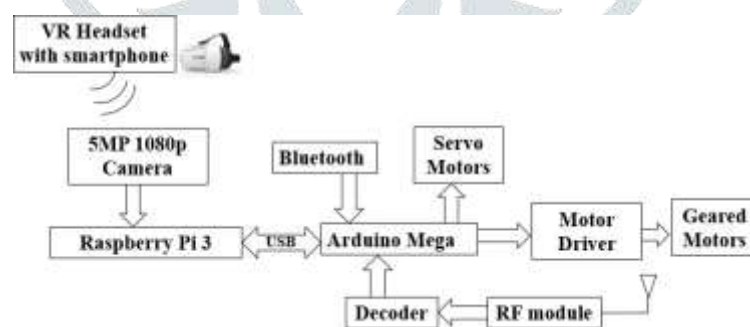 VR Headset
with smartphone
5MP 1080p
Camera
Bluetooth
Servo
Motors
Raspberry Pi 3
USB
Arduino Mega
Motor
Driver
Geared
Motors
Decoder
RF module